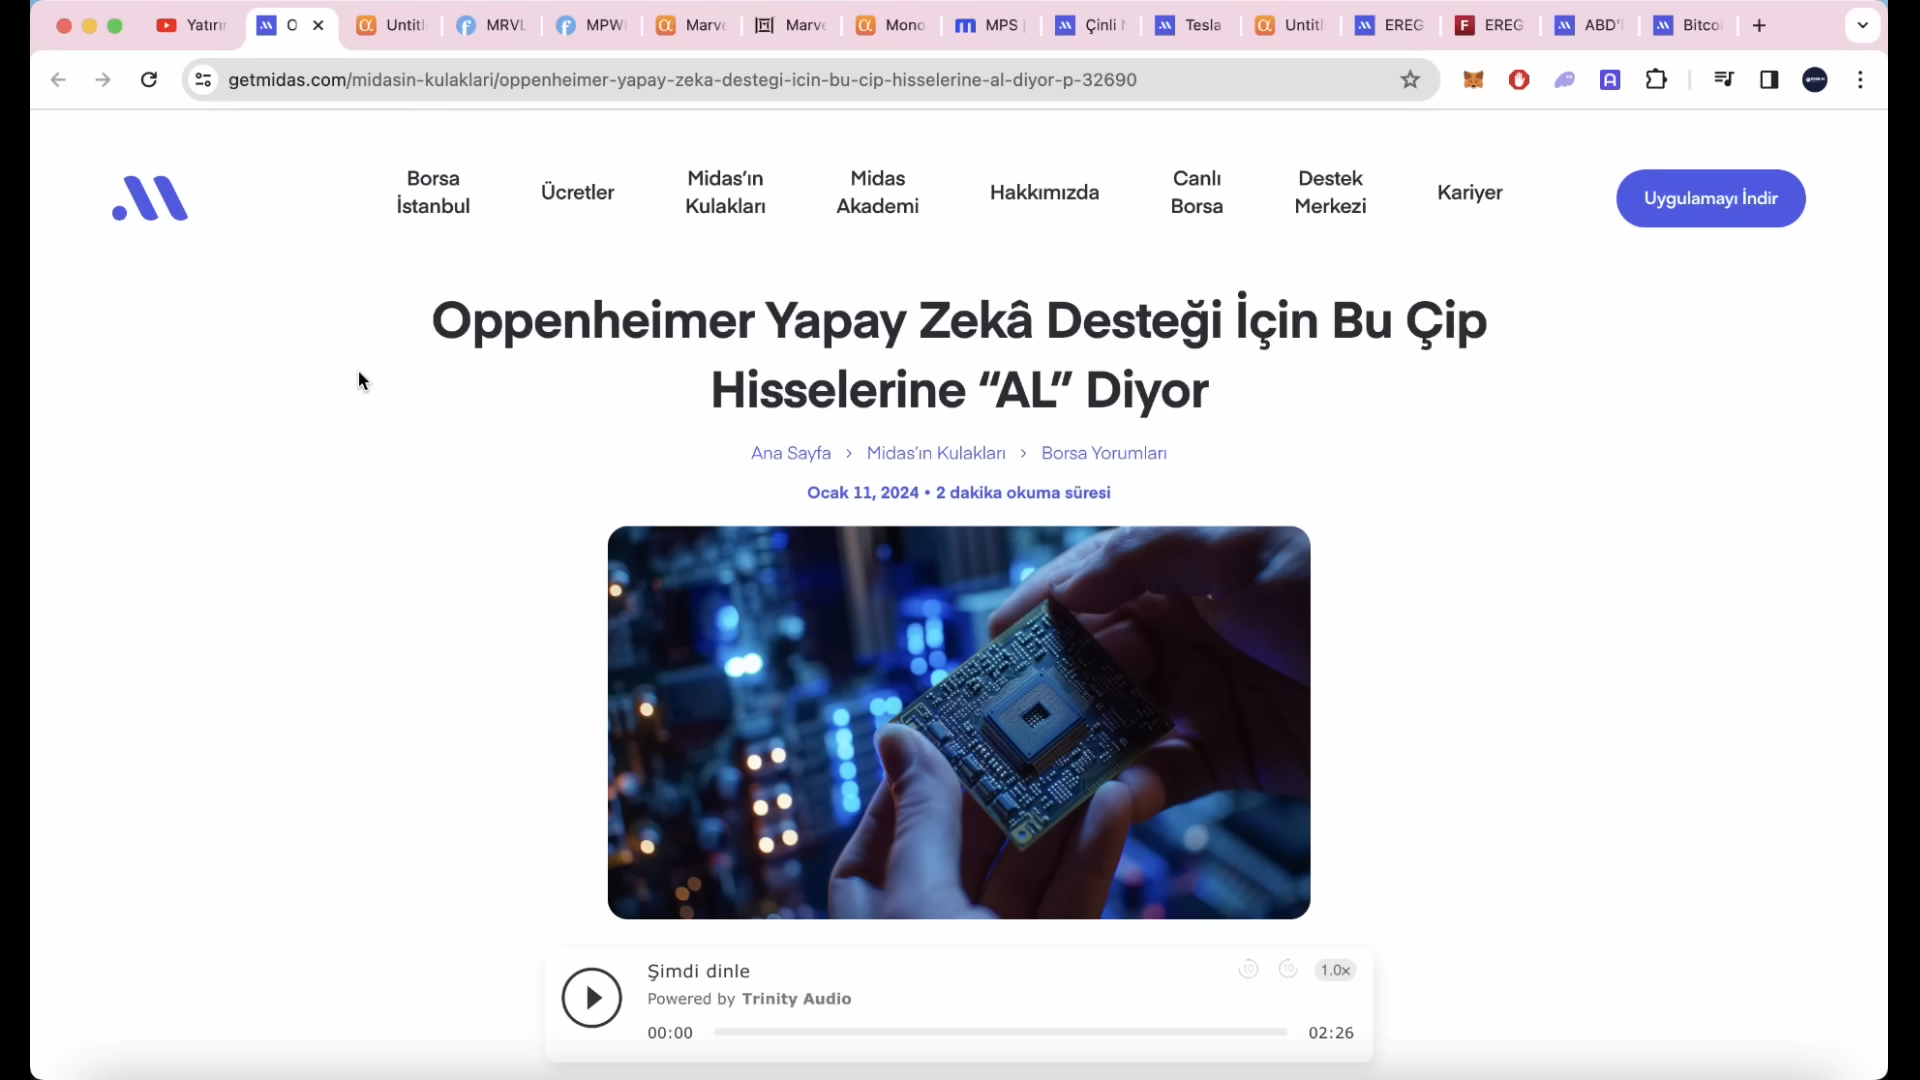 Yatırır
O
Untitl
MRVL
MPW
Marve
Marve
Mono
MPS |
Çinli
Tesla
Untitl
EREG
EREG
ABD'
Bitco
getmidas.com/midasin-kulaklari/oppenheimer-yapay-zeka-destegi-icin-bu-cip-hisselerine-al-diyor-p-32690
Borsa
İstanbul
Ücretler
Midas’ın
Kulakları
Midas
Akademi
Hakkımızda
Canlı
Borsa
Destek
Merkezi
Kariyer
Uygulamayı İndir
Oppenheimer Yapay Zekâ Desteği İçin Bu Çip
Hisselerine “AL” Diyor
Ana Sayfa > Midas’ın Kulakları > Borsa Yorumları
Ocak 11, 2024 • 2 dakika okuma süresi
Şimdi dinle
10
10
1.0x
Powered by Trinity Audio
00:00
02:26